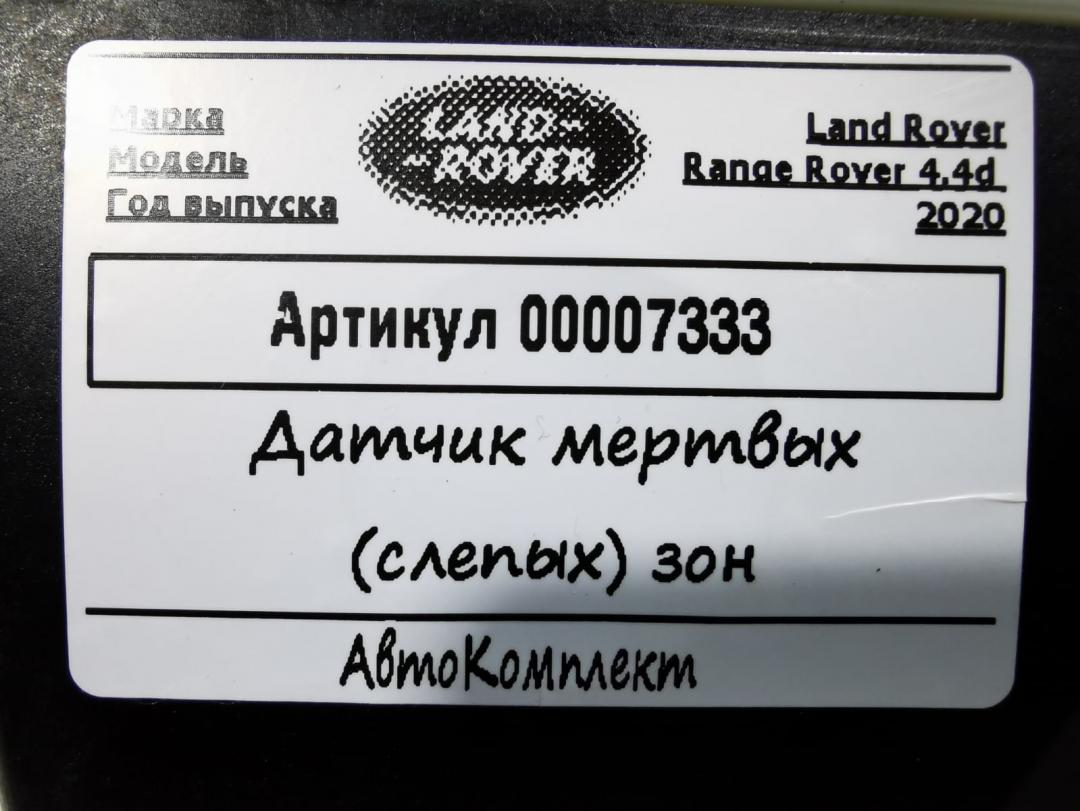 Марка
Модель
Год выпуска
LAND-
-ROVER
Land Rover
Range Rover 4.4d
2020
Артикул 00007333
Датчик мертвых
(слепых) зон
АвтоКомплект